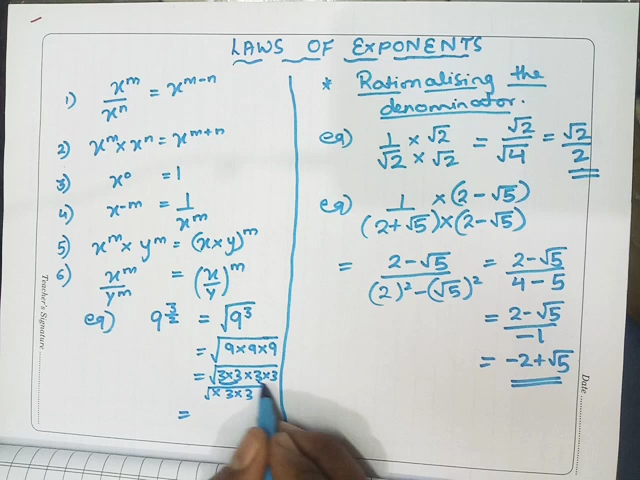 LAWS OF EXPONENTS
1) x^m/x^n = x^(m-n)
2) x^m × x^n = x^(m+n)
3) x^0 = 1
4) x^-m = 1/x^m
5) x^m × y^m = (x × y)^m
6) x^m/y^m = (x/y)^m
eg) 9^(3/2) = √9^3
= √9×9×9
= √3×3×3×3
√×3×3
=
* Rationalising the
denominator.
eg) 1/√2 × √2/√2 = √2/√4 = √2/2
eg) 1/(2+√5) × (2-√5)/(2-√5)
= 2-√5/(2)²-(√5)² = 2-√5/4-5
= 2-√5/-1
= -2+√5
Teacher's Signature
Date